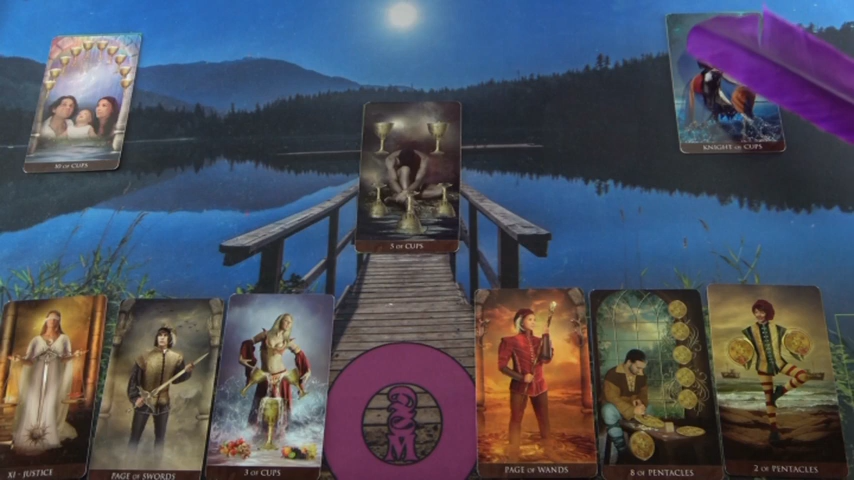 10 OF CUPS
KNIGHT OF CUPS
5 OF CUPS
XI - JUSTICE
PAGE OF SWORDS
3 OF CUPS
PAGE OF WANDS
8 OF PENTACLES
2 OF PENTACLES